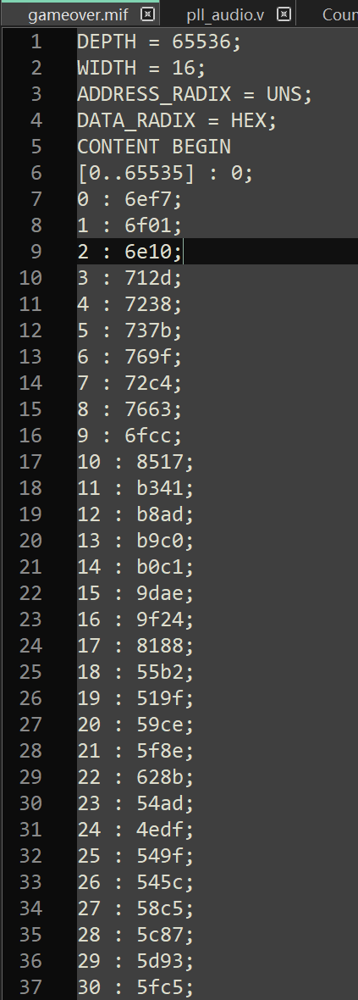 gameover.mif pll_audio.v Coun
1 DEPTH = 65536;
2 WIDTH = 16;
3 ADDRESS_RADIX = UNS;
4 DATA_RADIX = HEX;
5 CONTENT BEGIN
6 [0..65535] : 0;
7 0 : 6ef7;
8 1 : 6f01;
9 2 : 6e10;
10 3 : 712d;
11 4 : 7238;
12 5 : 737b;
13 6 : 769f;
14 7 : 72c4;
15 8 : 7663;
16 9 : 6fcc;
17 10 : 8517;
18 11 : b341;
19 12 : b8ad;
20 13 : b9c0;
21 14 : b0c1;
22 15 : 9dae;
23 16 : 9f24;
24 17 : 8188;
25 18 : 55b2;
26 19 : 519f;
27 20 : 59ce;
28 21 : 5f8e;
29 22 : 628b;
30 23 : 54ad;
31 24 : 4edf;
32 25 : 549f;
33 26 : 545c;
34 27 : 58c5;
35 28 : 5c87;
36 29 : 5d93;
37 30 : 5fc5;